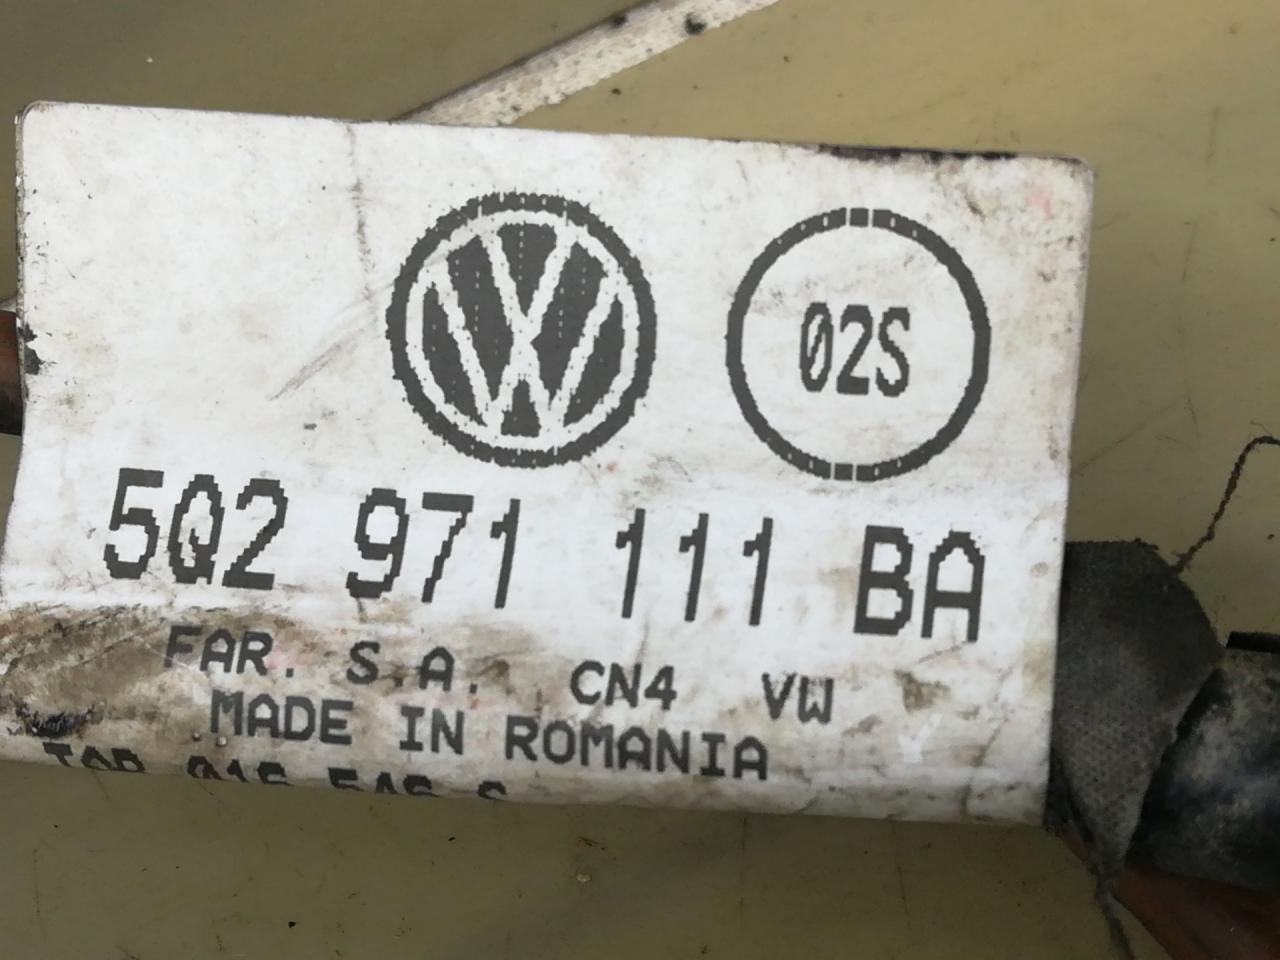 02S
5Q2 971 111 BA
FAR. S.A. CN4 VW
MADE IN ROMANIA